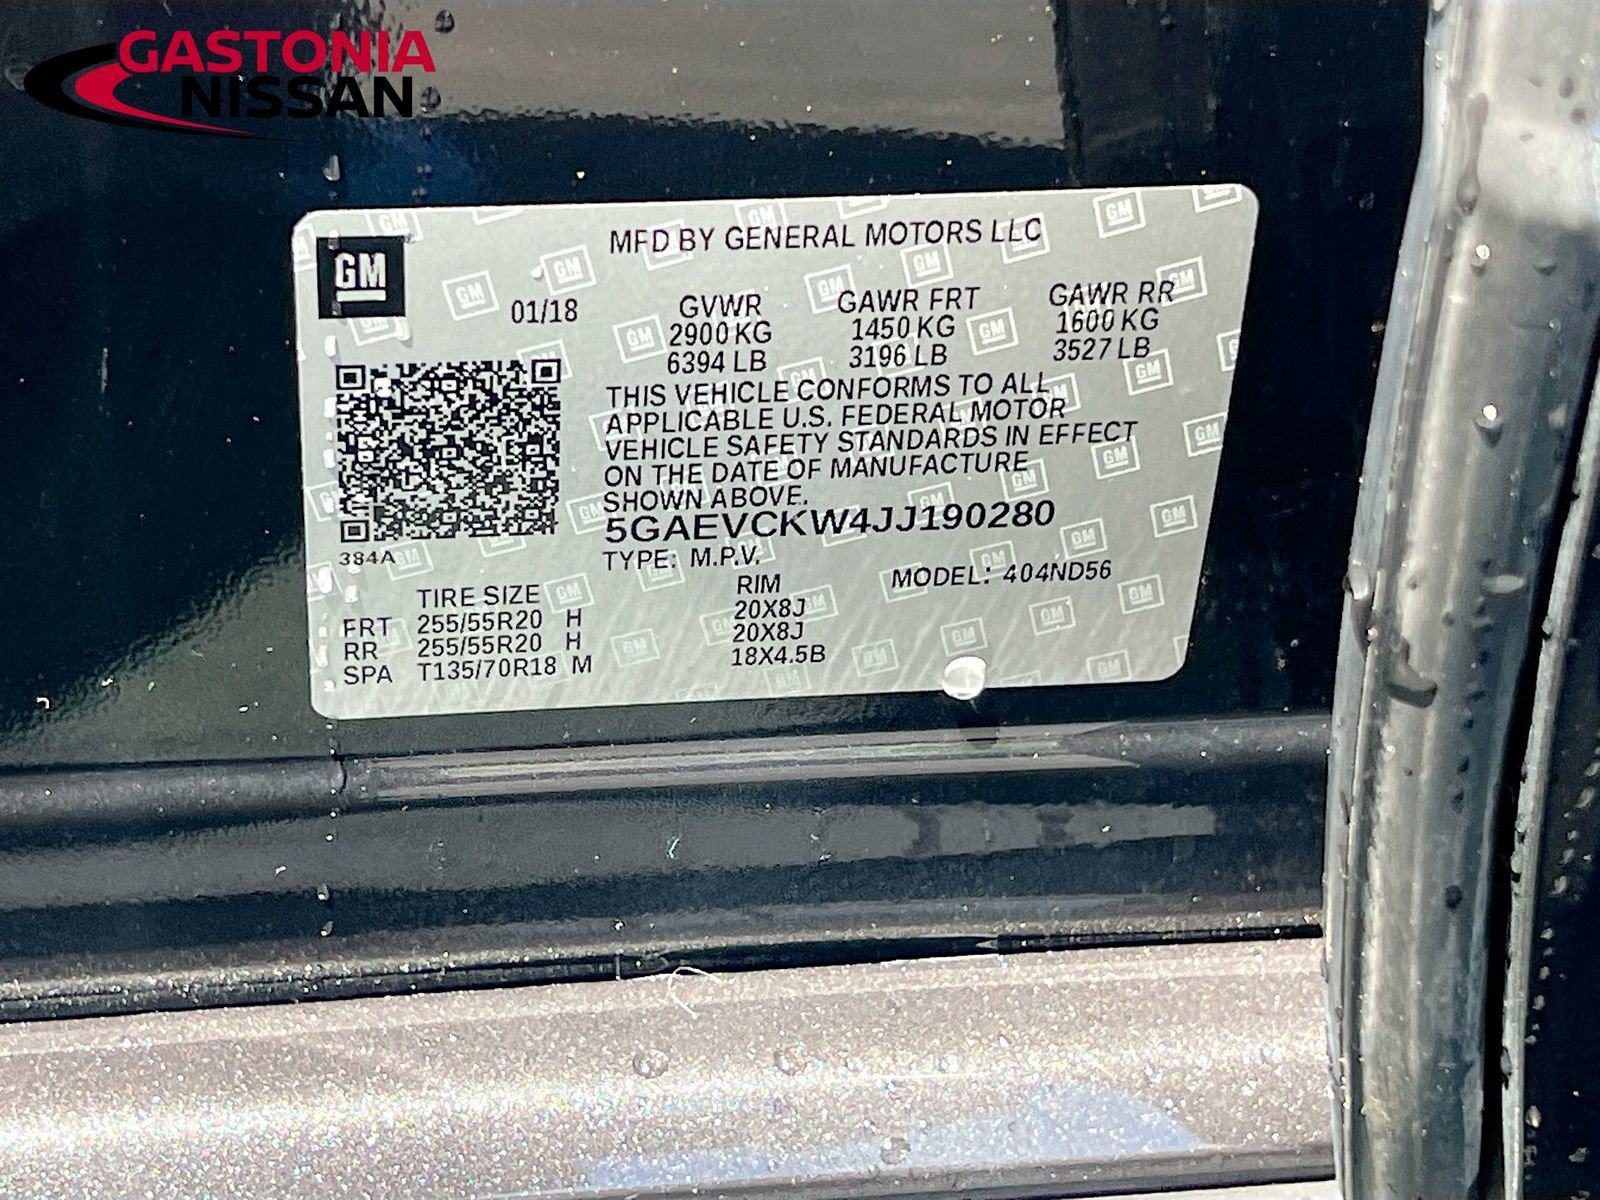 GASTONIA
NISSAN
GM
MFD BY GENERAL MOTORS LLC
01/18
GVWR GAWR FRT GAWR RR
2900 KG 1450 KG 1600 KG
6394 LB 3196 LB 3527 LB
THIS VEHICLE CONFORMS TO ALL
APPLICABLE U.S. FEDERAL MOTOR
VEHICLE SAFETY STANDARDS IN EFFECT
ON THE DATE OF MANUFACTURE
SHOWN ABOVE.
5GAEVCKW4JJ190280
384A
TYPE: M.P.V.
MODEL: 404ND56
TIRE SIZE RIM
FRT 255/55R20 H 20X8J
RR 255/55R20 H 20X8J
SPA T135/70R18 M 18X4.5B